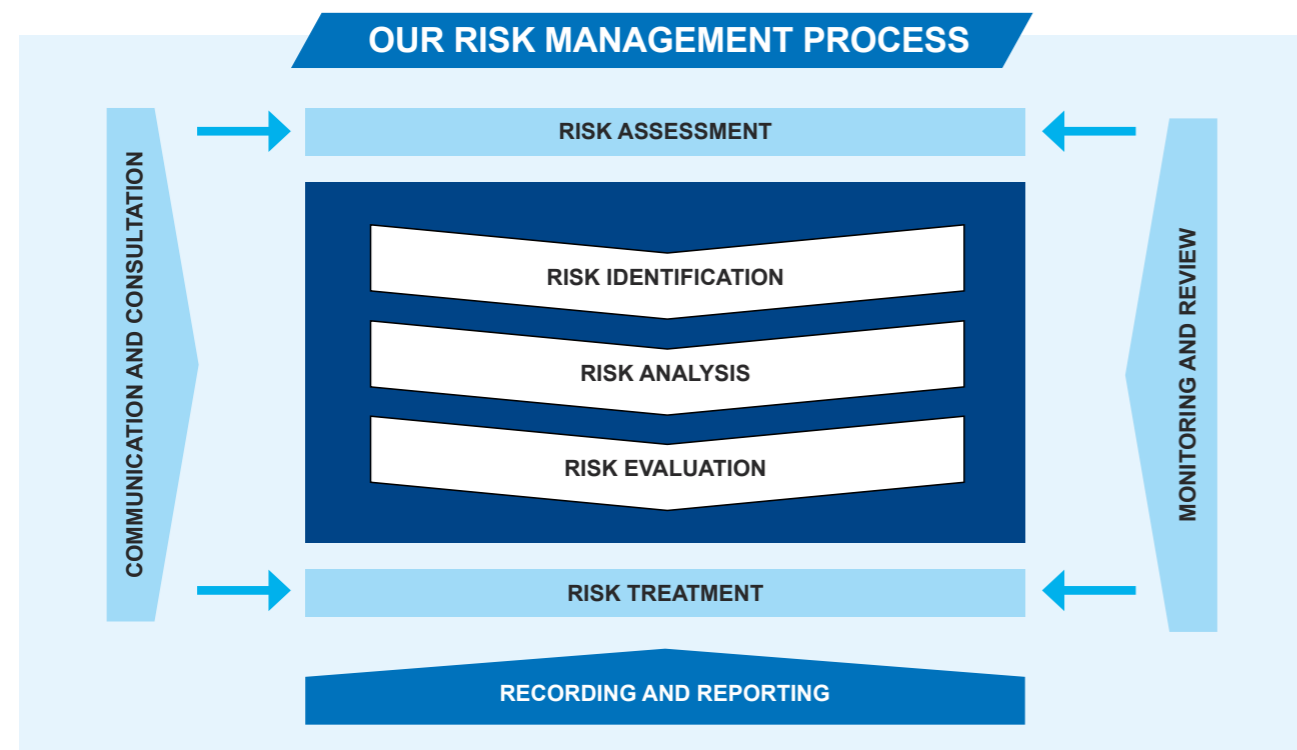 OUR RISK MANAGEMENT PROCESS
RISK ASSESSMENT
COMMUNICATION AND CONSULTATION
RISK IDENTIFICATION
RISK ANALYSIS
RISK EVALUATION
MONITORING AND REVIEW
RISK TREATMENT
RECORDING AND REPORTING